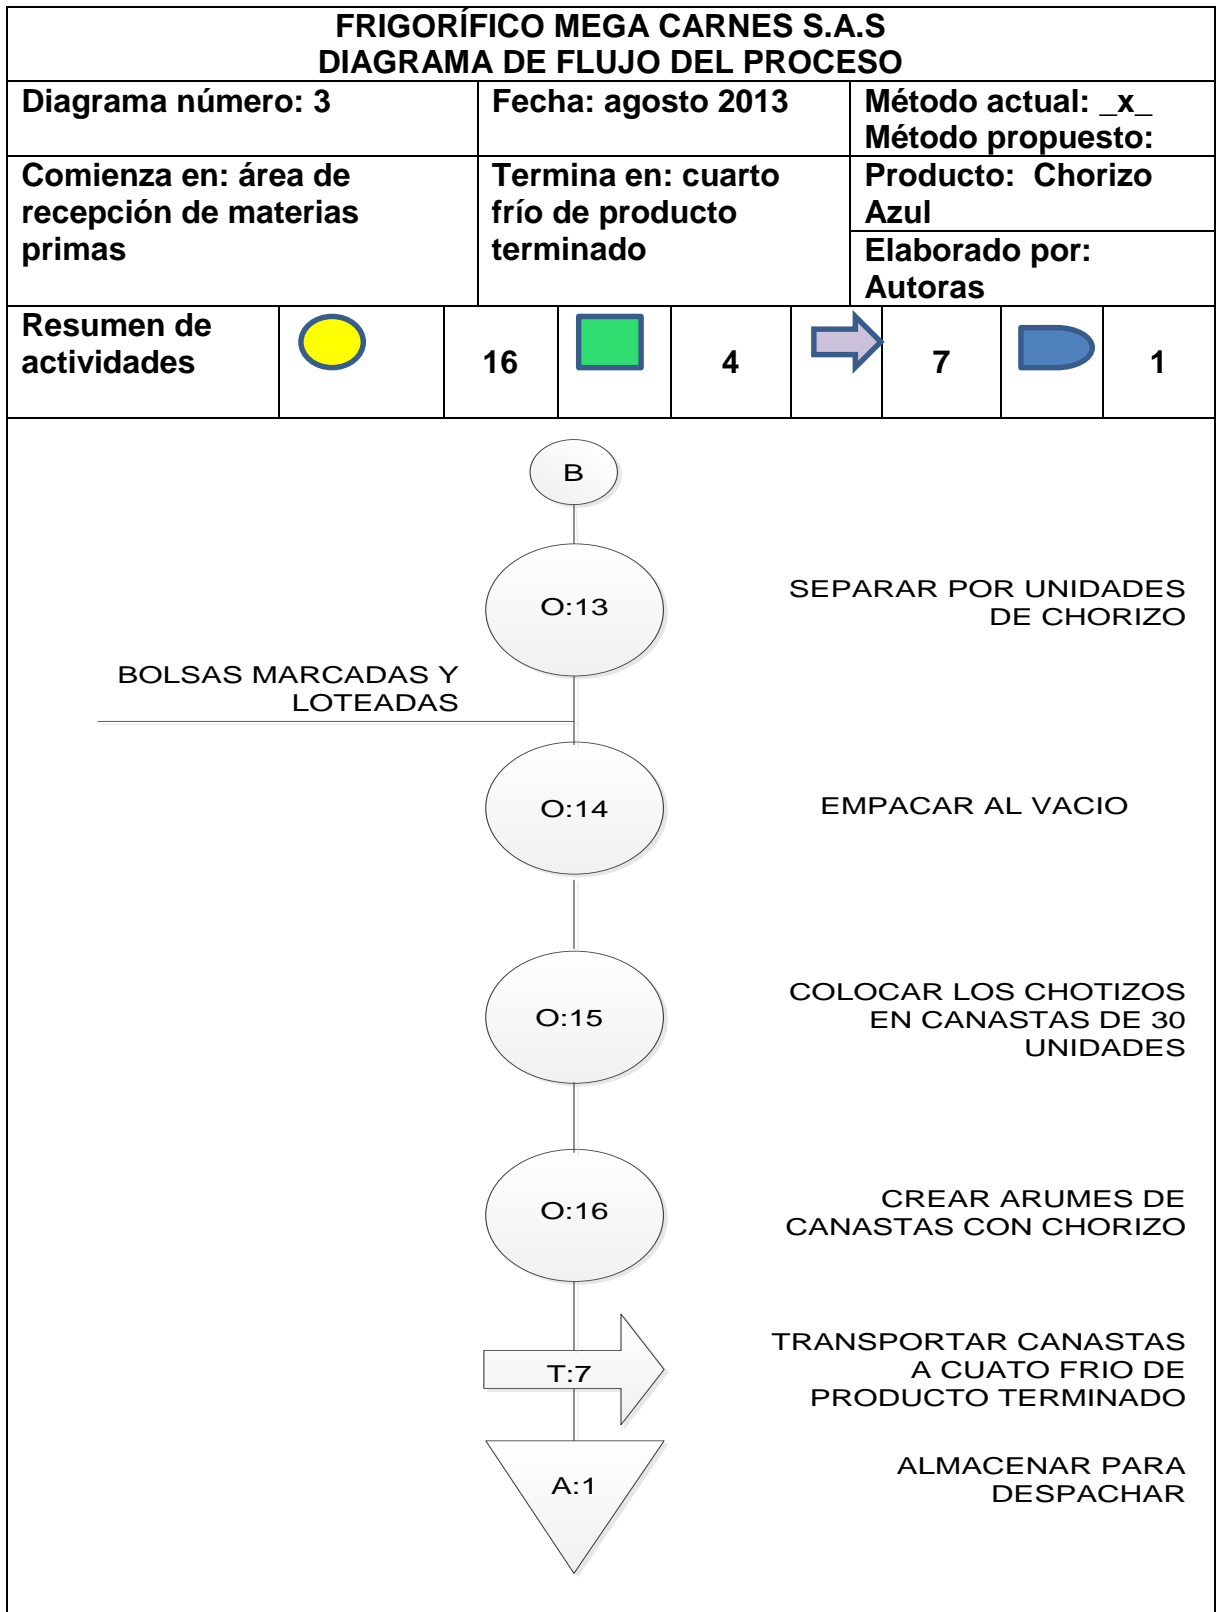 FRIGORÍFICO MEGA CARNES S.A.S
DIAGRAMA DE FLUJO DEL PROCESO
Diagrama número: 3
Fecha: agosto 2013
Método actual: _x_
Método propuesto:
Comienza en: área de
recepción de materias
primas
Termina en: cuarto
frío de producto
terminado
Producto: Chorizo
Azul
Elaborado por:
Autoras
Resumen de
actividades
16
4
7
1
B
O:13
SEPARAR POR UNIDADES
DE CHORIZO
BOLSAS MARCADAS Y
LOTEADAS
O:14
EMPACAR AL VACIO
O:15
COLOCAR LOS CHOTIZOS
EN CANASTAS DE 30
UNIDADES
O:16
CREAR ARUMES DE
CANASTAS CON CHORIZO
T:7
TRANSPORTAR CANASTAS
A CUATO FRIO DE
PRODUCTO TERMINADO
A:1
ALMACENAR PARA
DESPACHAR